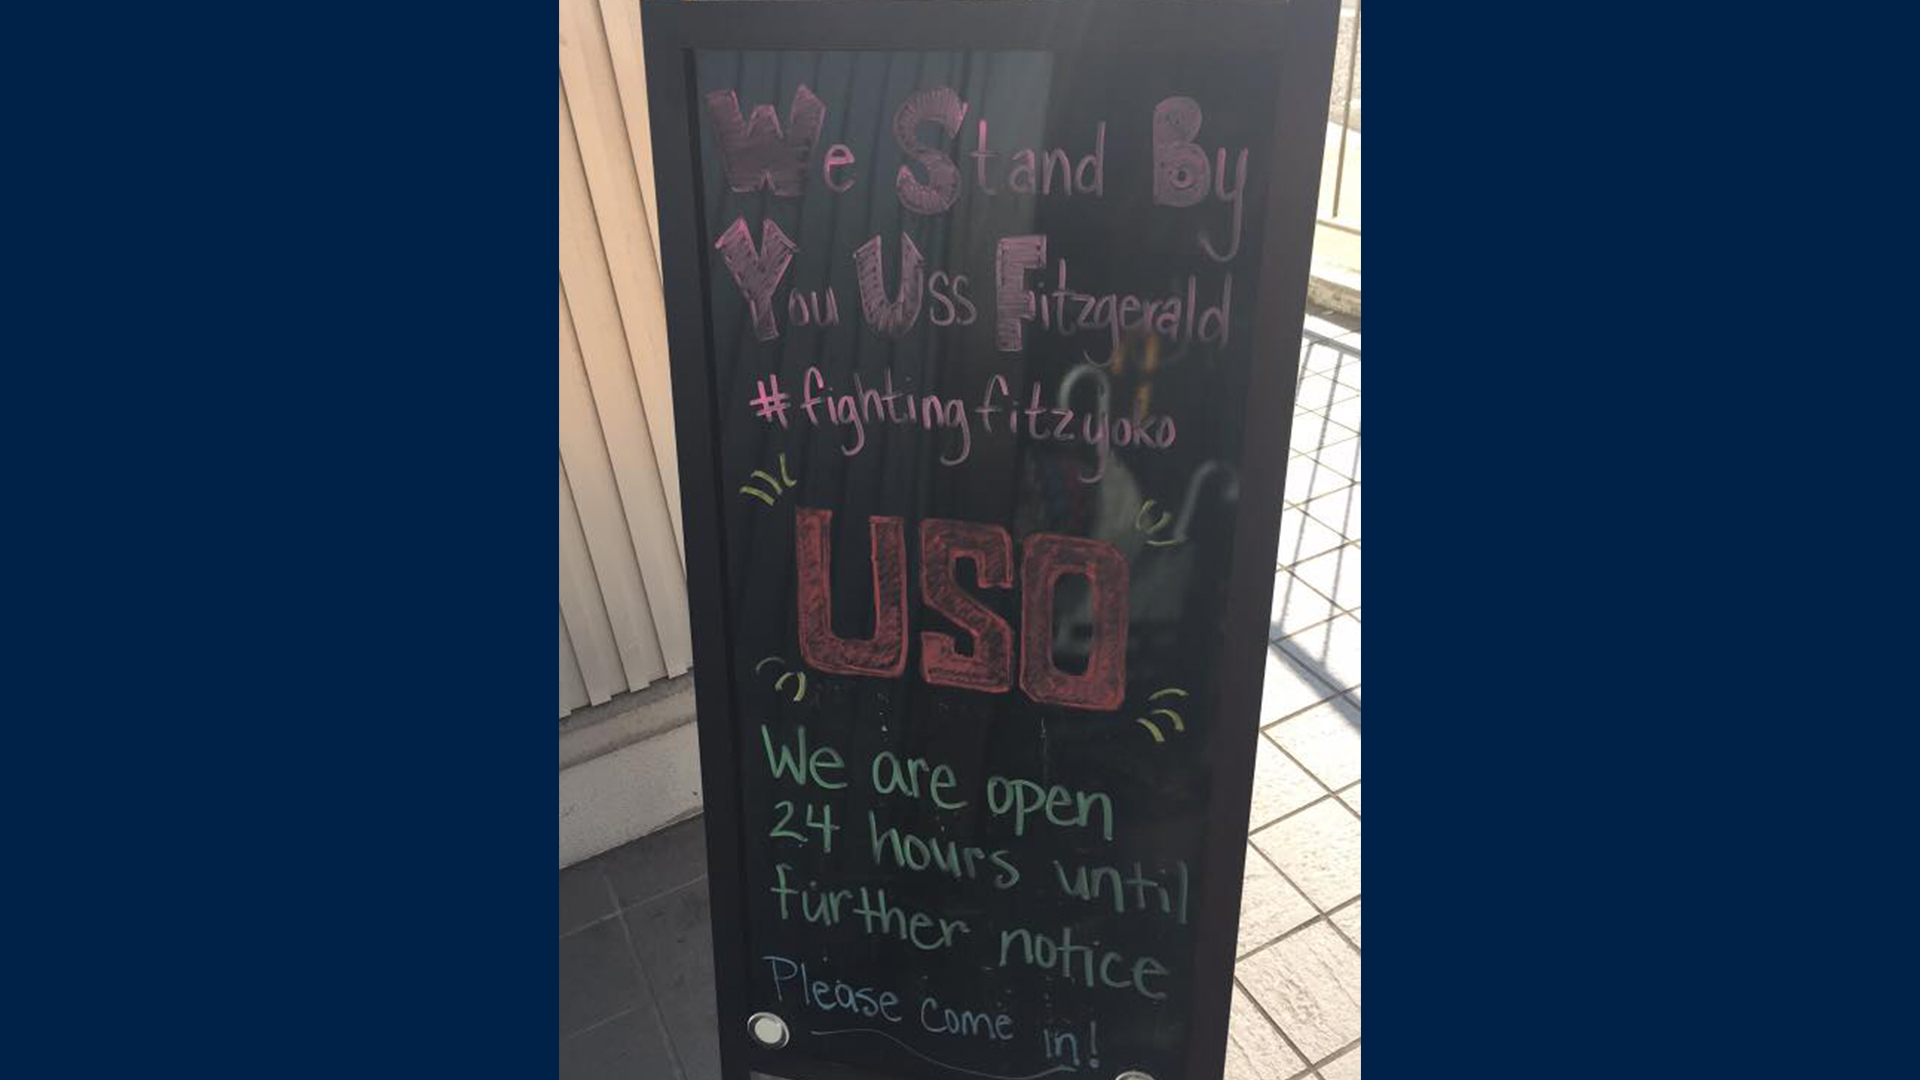 We Stand By
You Uss Fitzgerald
#fightingfitzyoko
USO
We are open
24 hours until
further notice
Please come in!